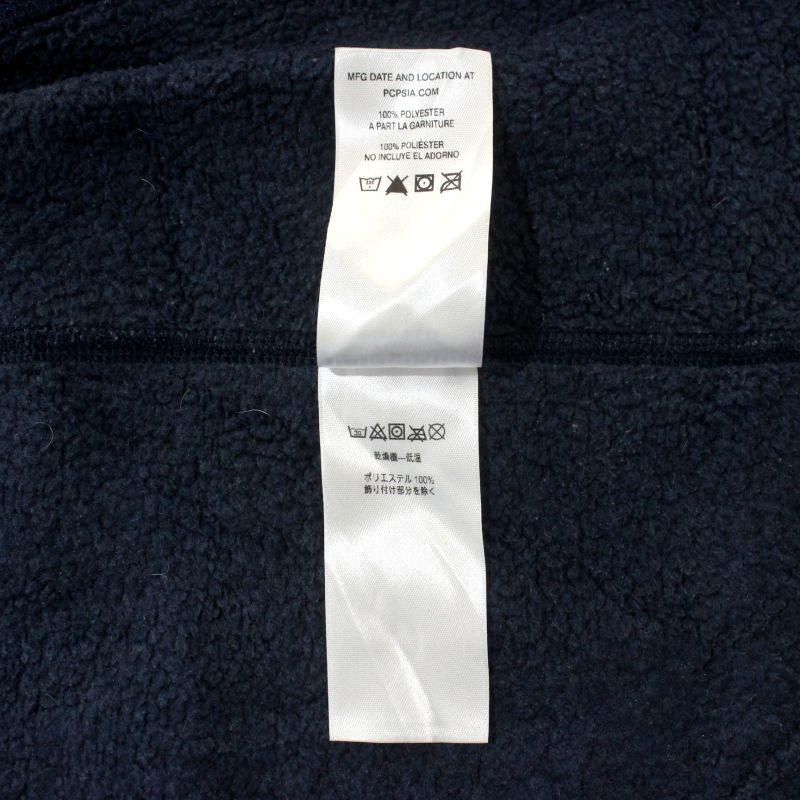 MFG DATE AND LOCATION AT
PCPSIA.COM
100% POLYESTER
A PART LA GARNITURE
100% POLIÉSTER
NO INCLUYE EL ADORNO
30
乾燥機—低温
ポリエステル 100%
飾り付け部分を除く